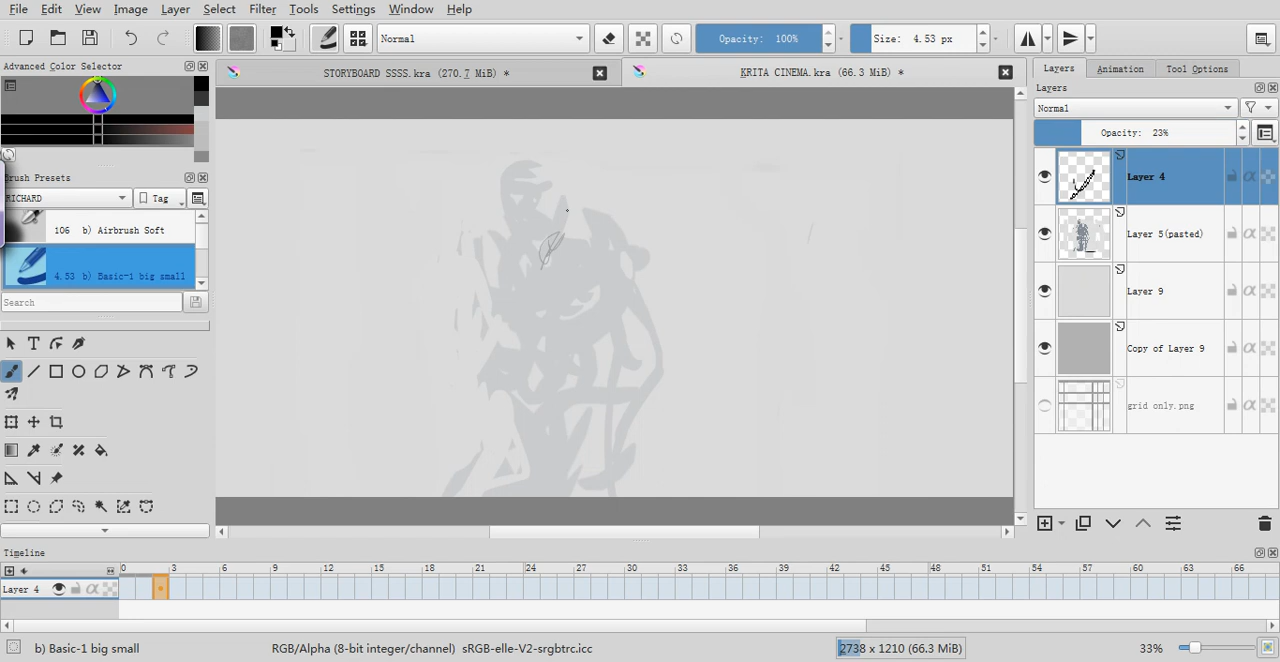 File Edit View Image Layer Select Filter Tools Settings Window Help
Normal
Opacity: 100%
Size: 4.53 px
Advanced Color Selector
STORYBOARD SSSS.kra (270.7 MiB) *
KRITA CINEMA.kra (66.3 MiB) *
Layers Animation Tool Options
Layers
Normal
Opacity: 23%
Layer 4
Layer 5(pasted)
Layer 9
Copy of Layer 9
grid only.png
rush Presets
RICHARD
Tag
106 b) Airbrush Soft
4.53 b) Basic-1 big small
Search
Timeline
0 3 6 9 12 15 18 21 24 27 30 33 36 39 42 45 48 51 54 57 60 63 66
Layer 4
b) Basic-1 big small
RGB/Alpha (8-bit integer/channel) sRGB-elle-V2-srgbtrc.icc
2738 x 1210 (66.3 MiB)
33%